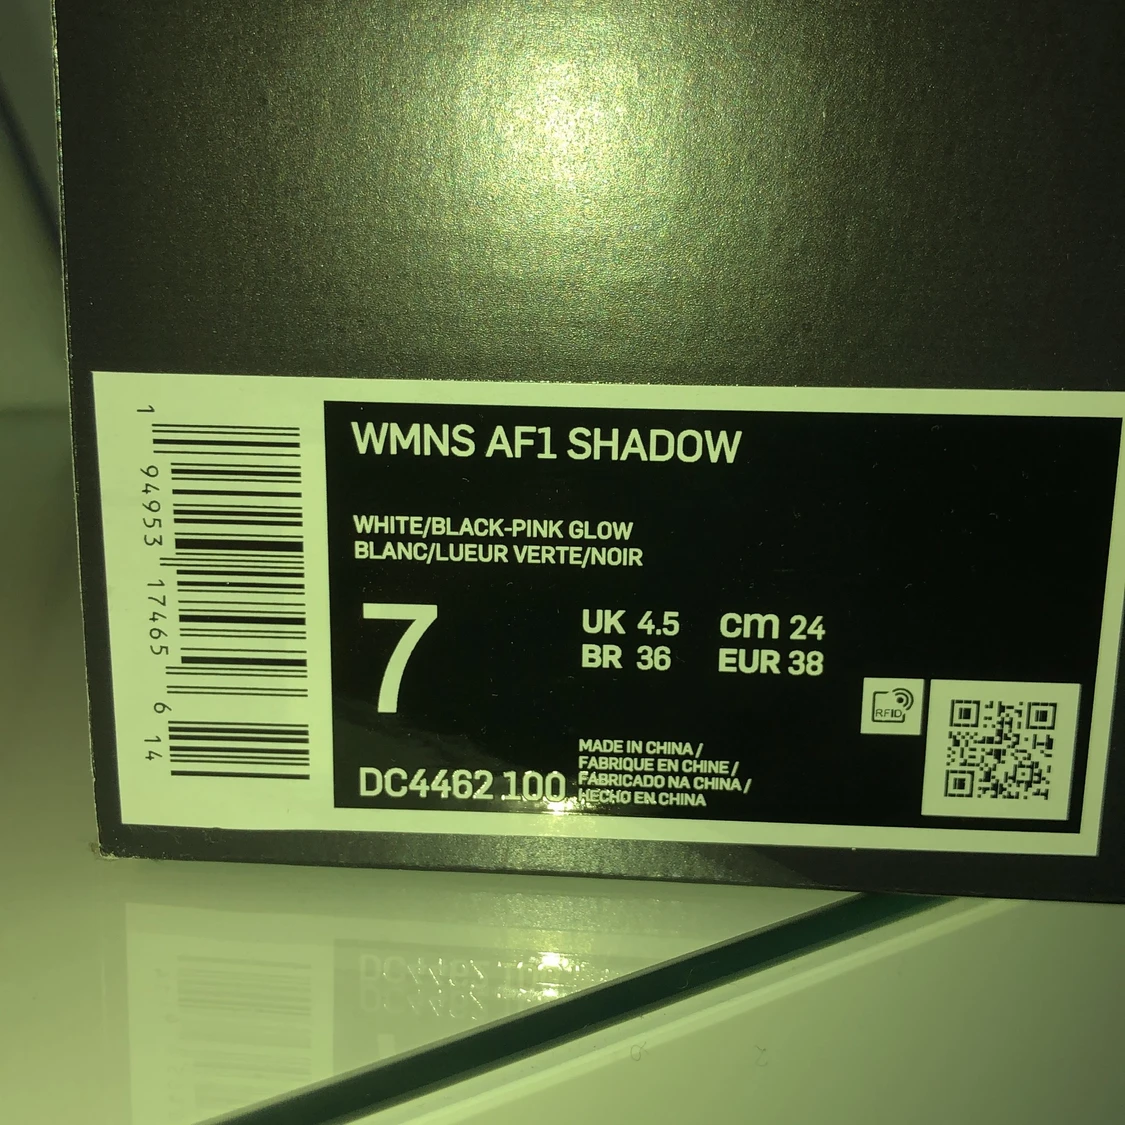 WMNS AF1 SHADOW
WHITE/BLACK-PINK GLOW
BLANC/LUEUR VERTE/NOIR
7
UK 4.5 cm 24
BR 36 EUR 38
RFID
DC4462 100
MADE IN CHINA /
FABRIQUE EN CHINE /
FABRICADO NA CHINA /
HECHO EN CHINA
1 94953 17465 6 14